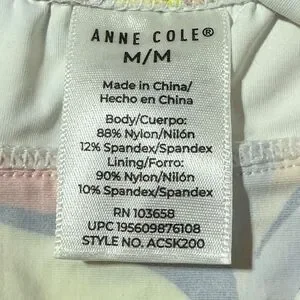 ANNE COLE®
M/M
Made in China/
Hecho en China
Body/Cuerpo:
88% Nylon/Nilón
12% Spandex/Spandex
Lining/Forro:
90% Nylon/Nilón
10% Spandex/Spandex
RN 103658
UPC 195609876108
STYLE NO. ACSK200